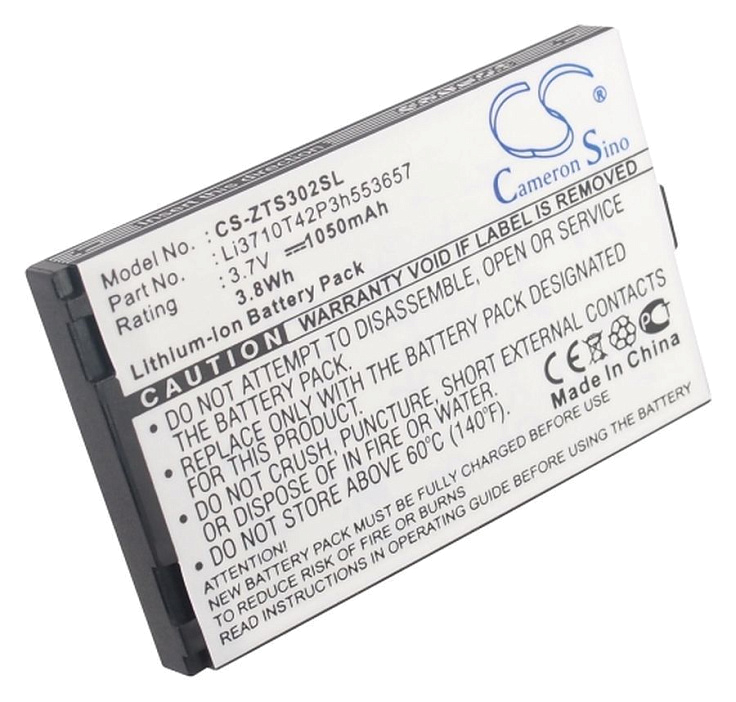 CS ®
Cameron Sino
Model No. : CS-ZTS302SL
Part No. : Li3710T42P3h553657
Rating : 3.7V 1050mAh
3.8Wh
Lithium-Ion Battery Pack
CAUTION WARRANTY VOID IF LABEL IS REMOVED
• DO NOT ATTEMPT TO DISASSEMBLE, OPEN OR SERVICE
THE BATTERY PACK.
• REPLACE ONLY WITH THE BATTERY PACK DESIGNATED
FOR THIS PRODUCT.
• DO NOT CRUSH, PUNCTURE, SHORT EXTERNAL CONTACTS
OR DISPOSE IN FIRE OR WATER.
• DO NOT STORE ABOVE 60°C (140°F).
CE
Made In China
ATTENTION!
NEW BATTERY PACK MUST BE FULLY CHARGED BEFORE USE
TO REDUCE RISK OF FIRE OR BURNS
READ INSTRUCTIONS OF OPERATING GUIDE BEFORE USING THE BATTERY